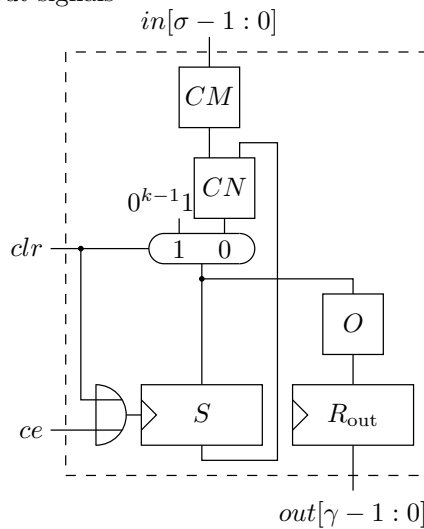 in[σ − 1 : 0]
CM
CN
0^{k−1}1
clr
1 0
O
S
R_out
ce
out[γ − 1 : 0]